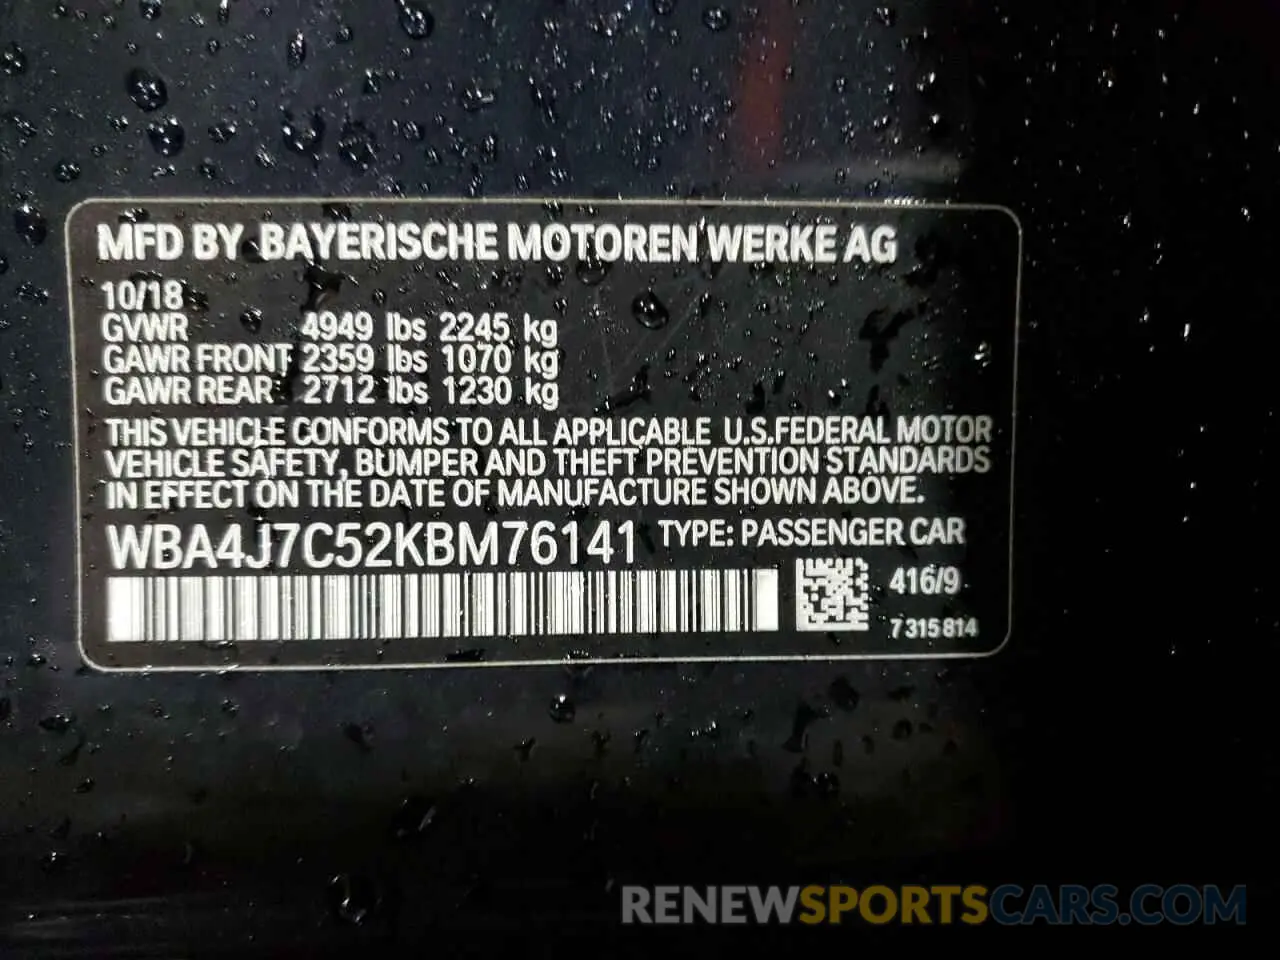 MFD BY BAYERISCHE MOTOREN WERKE AG
10/18
GVWR 4949 lbs 2245 kg
GAWR FRONT 2359 lbs 1070 kg
GAWR REAR 2712 lbs 1230 kg
THIS VEHICLE CONFORMS TO ALL APPLICABLE U.S.FEDERAL MOTOR
VEHICLE SAFETY, BUMPER AND THEFT PREVENTION STANDARDS
IN EFFECT ON THE DATE OF MANUFACTURE SHOWN ABOVE.
WBA4J7C52KBM76141 TYPE: PASSENGER CAR
416/9
7 315 814
RENEWSPORTSCARS.COM